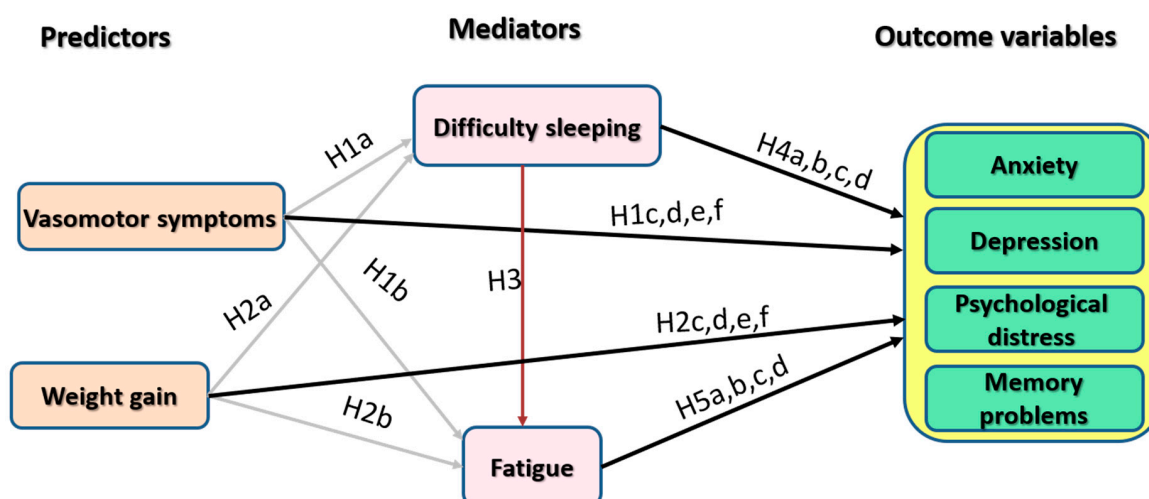 Predictors
Mediators
Outcome variables
Difficulty sleeping
H1a
H4a,b,c,d
Anxiety
Vasomotor symptoms
H1c,d,e,f
Depression
H1b
H2a
H3
H2c,d,e,f
Psychological
distress
Weight gain
H2b
H5a,b,c,d
Memory
problems
Fatigue